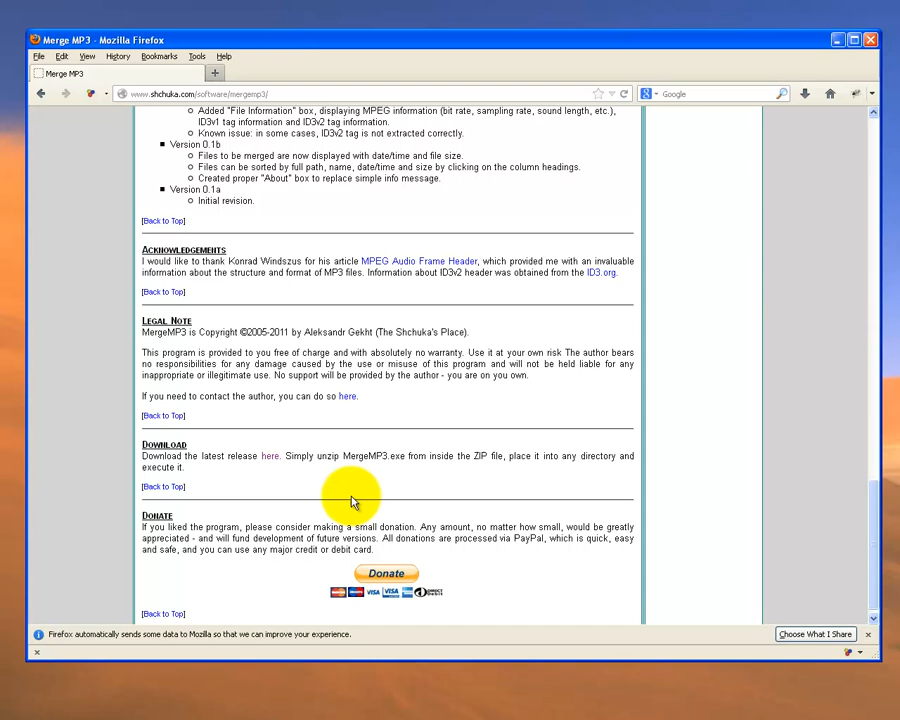 Merge MP3 - Mozilla Firefox
File Edit View History Bookmarks Tools Help
Merge MP3
www.shchuka.com/software/mergemp3/
Google
Added "File Information" box, displaying MPEG information (bit rate, sampling rate, sound length, etc.),
ID3v1 tag information and ID3v2 tag information.
Known issue: in some cases, ID3v2 tag is not extracted correctly.
Version 0.1b
Files to be merged are now displayed with date/time and file size.
Files can be sorted by full path, name, date/time and size by clicking on the column headings.
Created proper "About" box to replace simple info message.
Version 0.1a
Initial revision.
[Back to Top]
Acknowledgements
I would like to thank Konrad Windszus for his article MPEG Audio Frame Header, which provided me with an invaluable
information about the structure and format of MP3 files. Information about ID3v2 header was obtained from the ID3.org.
[Back to Top]
Legal Note
MergeMP3 is Copyright ©2005-2011 by Aleksandr Gekht (The Shchuka's Place).
This program is provided to you free of charge and with absolutely no warranty. Use it at your own risk The author bears
no responsibilities for any damage caused by the use or misuse of this program and will not be held liable for any
inappropriate or illegitimate use. No support will be provided by the author - you are on you own.
If you need to contact the author, you can do so here.
[Back to Top]
Download
Download the latest release here. Simply unzip MergeMP3.exe from inside the ZIP file, place it into any directory and
execute it.
[Back to Top]
Donate
If you liked the program, please consider making a small donation. Any amount, no matter how small, would be greatly
appreciated - and will fund development of future versions. All donations are processed via PayPal, which is quick, easy
and safe, and you can use any major credit or debit card.
Donate
[Back to Top]
Firefox automatically sends some data to Mozilla so that we can improve your experience.
Choose What I Share